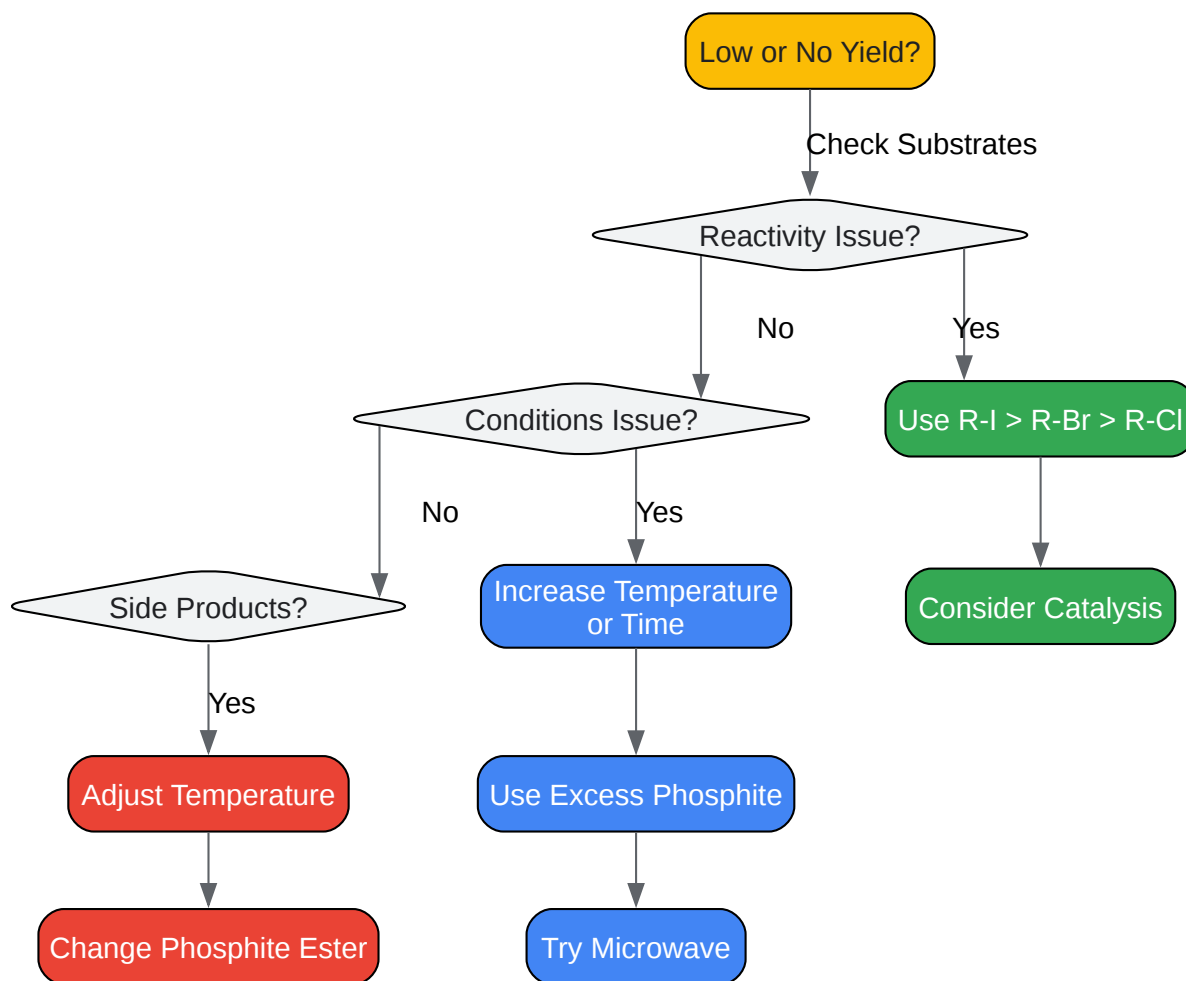 Low or No Yield?
Check Substrates
Reactivity Issue?
No
Yes
Conditions Issue?
Use R-I > R-Br > R-Cl
No
Yes
Side Products?
Increase Temperature
or Time
Consider Catalysis
Yes
Adjust Temperature
Use Excess Phosphite
Change Phosphite Ester
Try Microwave